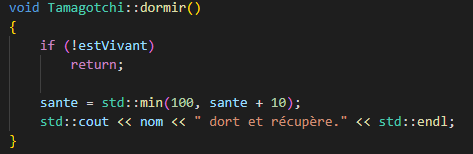 void Tamagotchi::dormir()
{
    if (!estVivant)
        return;

    sante = std::min(100, sante + 10);
    std::cout << nom << " dort et récupère." << std::endl;
}